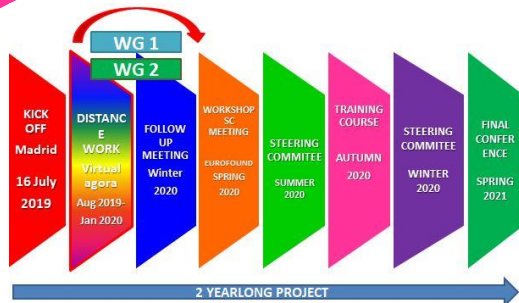 WG 1
WG 2
KICK
OFF
Madrid
16 July
2019
DISTANC
E
WORK
Virtual
agora
Aug 2019-
Jan 2020
FOLLOW
UP
MEETING
Winter
2020
WORKSHOP
SC
MEETING
EUROFOUND
SPRING
2020
STEERING
COMMITEE
SUMMER
2020
TRAINING
COURSE
AUTUMN
2020
STEERING
COMMITEE
WINTER
2020
FINAL
CONFER
ENCE
SPRING
2021
2 YEARLONG PROJECT